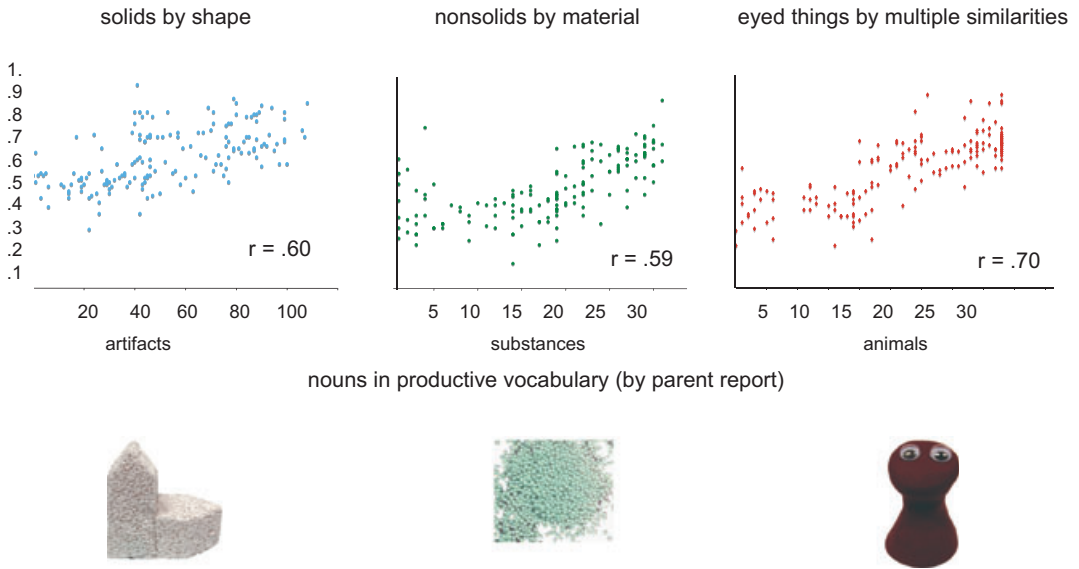 solids by shape
nonsolids by material
eyed things by multiple similarities
1.
.9
.8
.7
.6
.5
.4
.3
.2
.1
r = .60
r = .59
r = .70
20 40 60 80 100
5 10 15 20 25 30
5 10 15 20 25 30
artifacts
substances
animals
nouns in productive vocabulary (by parent report)